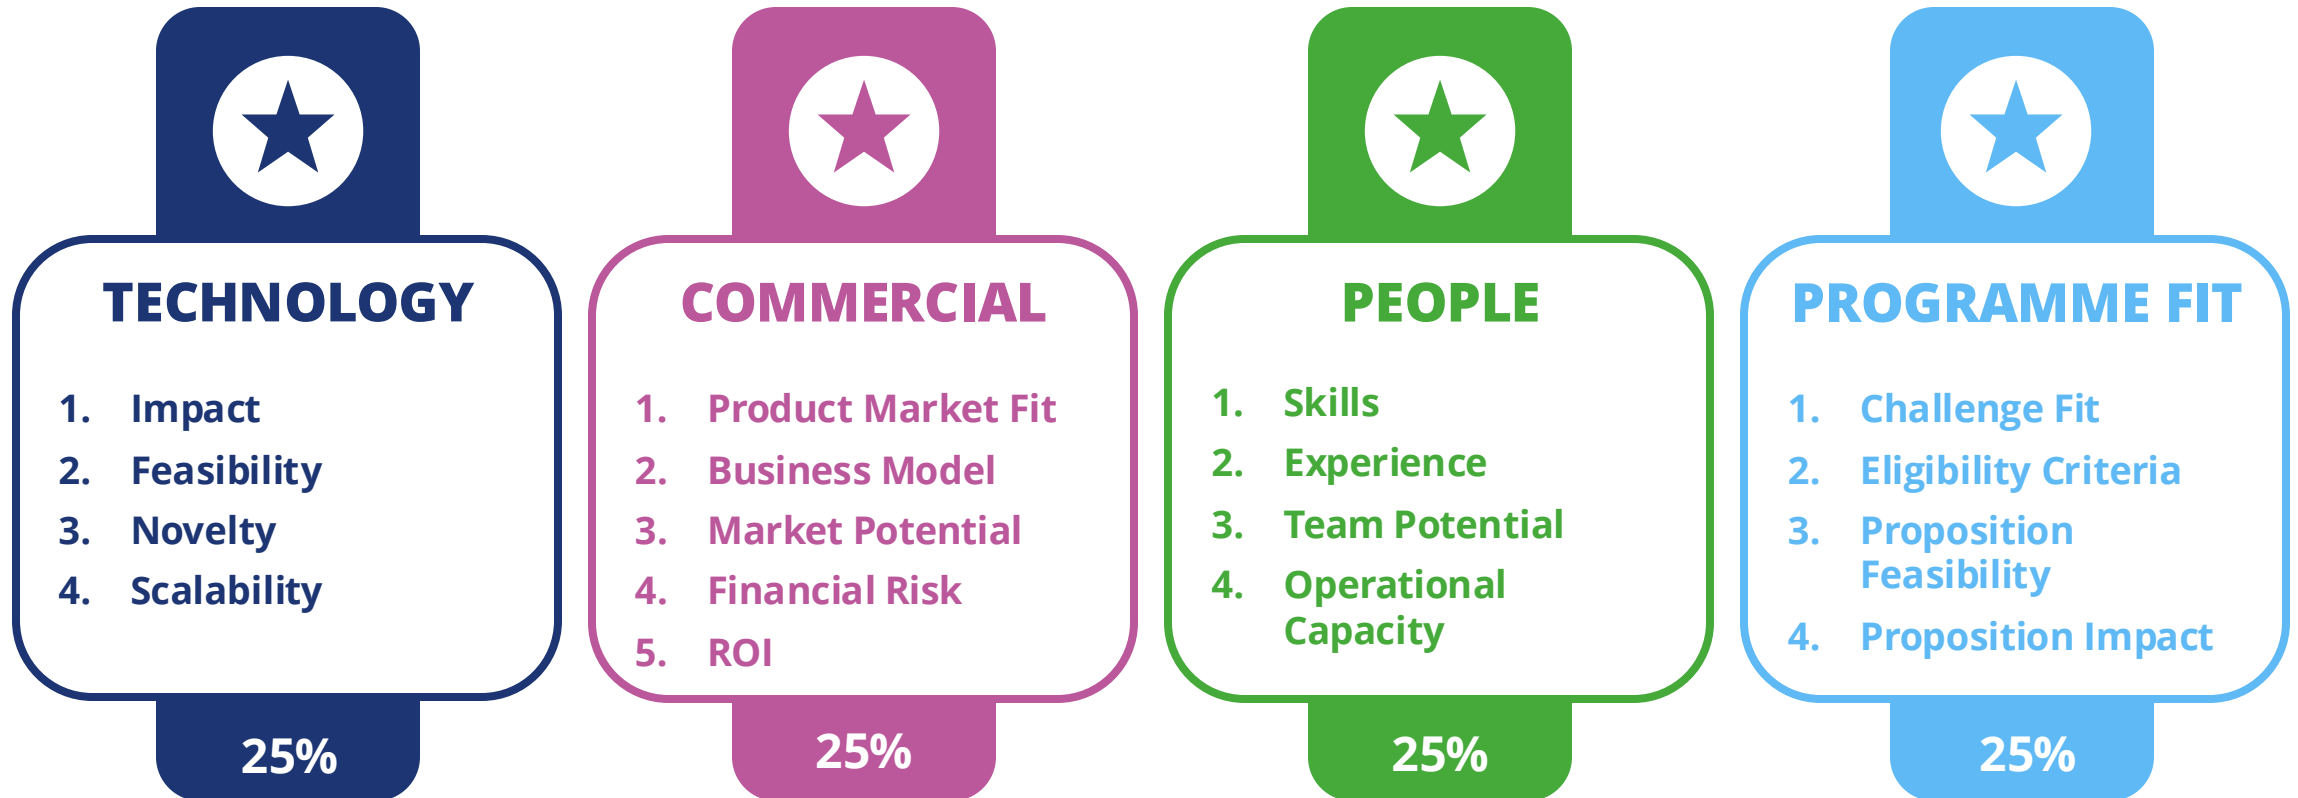 TECHNOLOGY
1. Impact
2. Feasibility
3. Novelty
4. Scalability
25%
COMMERCIAL
1. Product Market Fit
2. Business Model
3. Market Potential
4. Financial Risk
5. ROI
25%
PEOPLE
1. Skills
2. Experience
3. Team Potential
4. Operational
Capacity
25%
PROGRAMME FIT
1. Challenge Fit
2. Eligibility Criteria
3. Proposition
Feasibility
4. Proposition Impact
25%